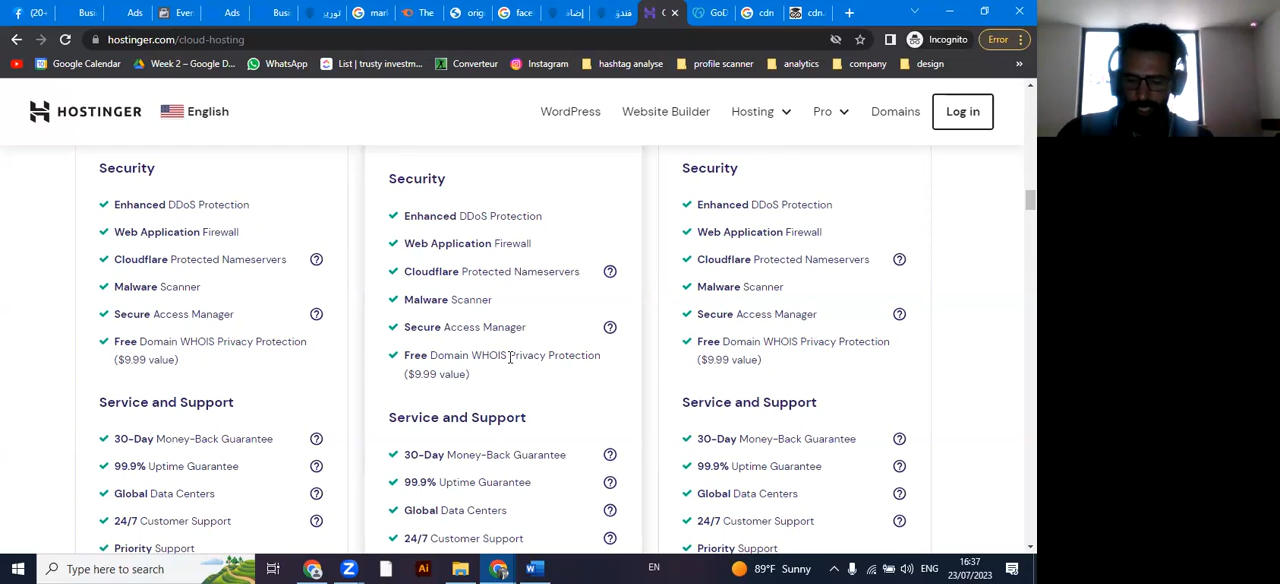 (20+
Busi
Ads
Even
Ads
Busi
توريد
mark
The
orig
face
إضاف
فندق
GoD
cdn
cdn.
hostinger.com/cloud-hosting
Incognito
Error
Google Calendar
Week 2 – Google D...
WhatsApp
List | trusty investm...
Converteur
Instagram
hashtag analyse
profile scanner
analytics
company
design
»
HOSTINGER
English
WordPress
Website Builder
Hosting
Pro
Domains
Log in
Security
Enhanced DDoS Protection
Web Application Firewall
Cloudflare Protected Nameservers
Malware Scanner
Secure Access Manager
Free Domain WHOIS Privacy Protection
($9.99 value)
Service and Support
30-Day Money-Back Guarantee
99.9% Uptime Guarantee
Global Data Centers
24/7 Customer Support
Priority Support
Security
Enhanced DDoS Protection
Web Application Firewall
Cloudflare Protected Nameservers
Malware Scanner
Secure Access Manager
Free Domain WHOIS Privacy Protection
($9.99 value)
Service and Support
30-Day Money-Back Guarantee
99.9% Uptime Guarantee
Global Data Centers
24/7 Customer Support
Security
Enhanced DDoS Protection
Web Application Firewall
Cloudflare Protected Nameservers
Malware Scanner
Secure Access Manager
Free Domain WHOIS Privacy Protection
($9.99 value)
Service and Support
30-Day Money-Back Guarantee
99.9% Uptime Guarantee
Global Data Centers
24/7 Customer Support
Priority Support
Type here to search
EN
89°F Sunny
ENG
16:37
23/07/2023